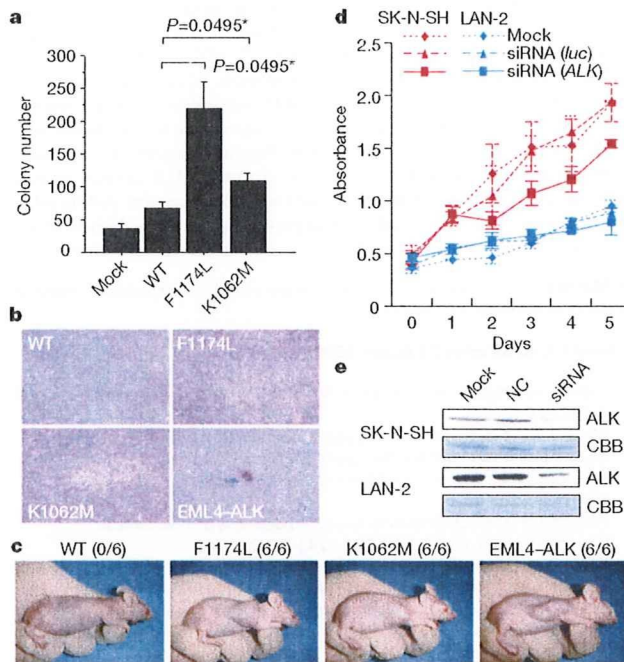 a
P=0.0495*
P=0.0495*
Colony number
300
250
200
150
100
50
0
Mock
WT
F1174L
K1062M
b
WT
F1174L
K1062M
EML4–ALK
c
WT (0/6)
F1174L (6/6)
K1062M (6/6)
EML4–ALK (6/6)
d
SK-N-SH LAN-2
Mock
siRNA (luc)
siRNA (ALK)
Absorbance
2.5
2.0
1.5
1.0
0.5
0
0 1 2 3 4 5
Days
e
Mock
NC
siRNA
SK-N-SH
ALK
CBB
LAN-2
ALK
CBB